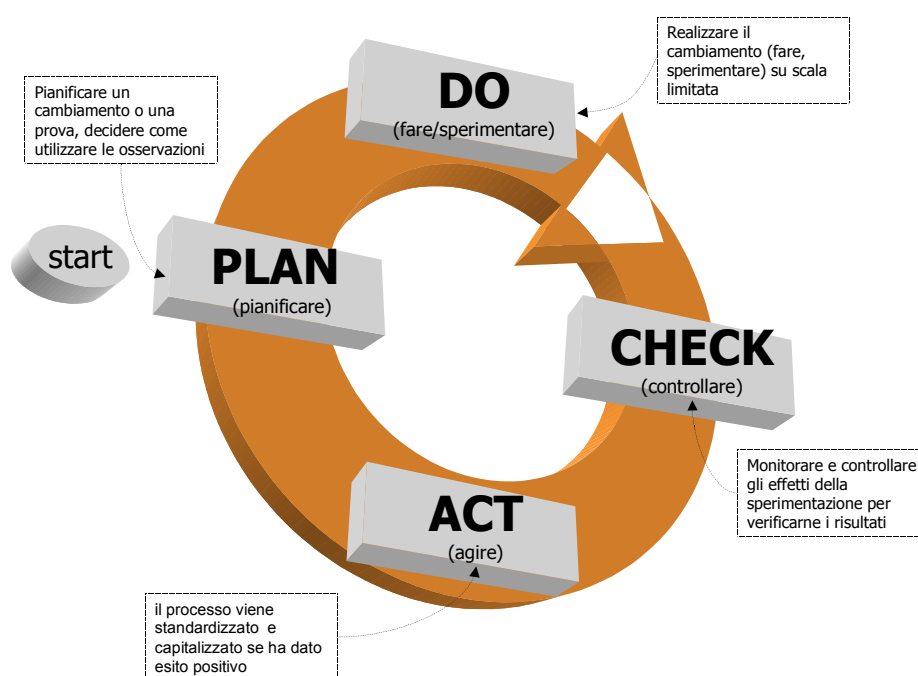 Realizzare il
cambiamento (fare,
sperimentare) su scala
limitata
DO
(fare/sperimentare)
Pianificare un
cambiamento o una
prova, decidere come
utilizzare le osservazioni
start
PLAN
(pianificare)
CHECK
(controllare)
Monitorare e controllare
gli effetti della
sperimentazione per
verificarne i risultati
ACT
(agire)
il processo viene
standardizzato e
capitalizzato se ha dato
esito positivo